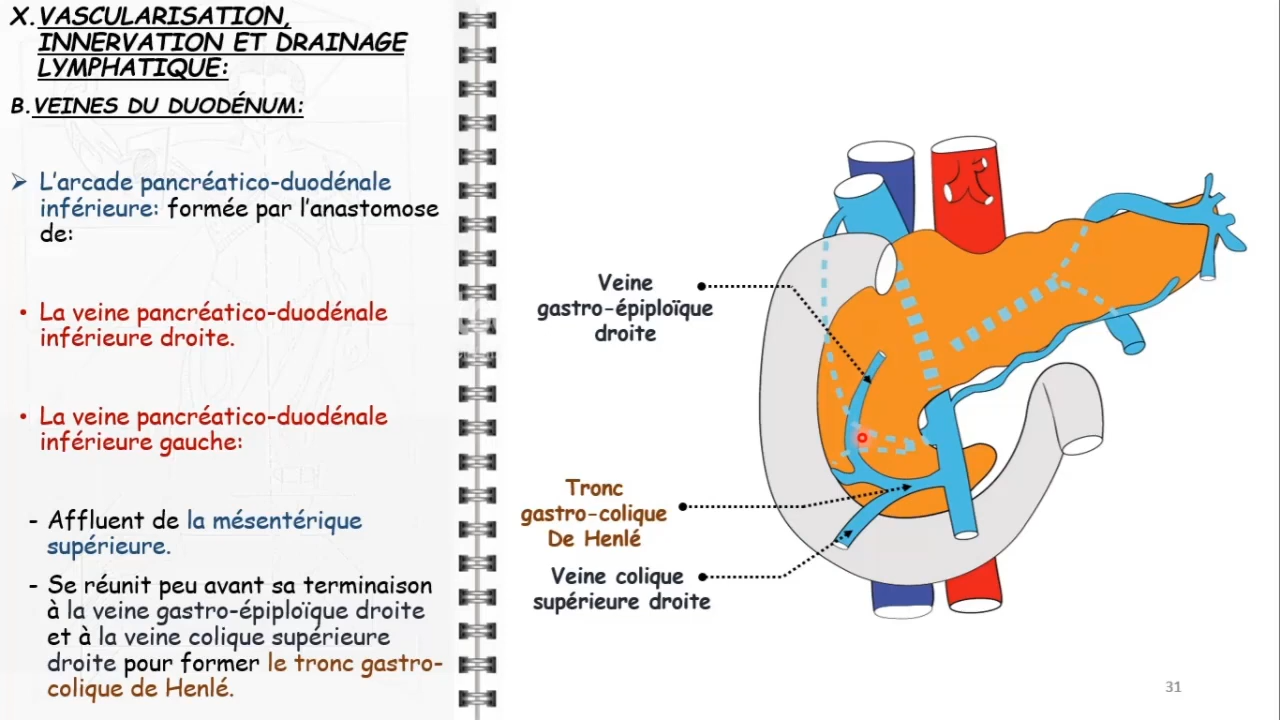 X. VASCULARISATION,
INNERVATION ET DRAINAGE
LYMPHATIQUE:
B. VEINES DU DUODÉNUM:
➢ L'arcade pancréatico-duodénale
inférieure: formée par l'anastomose
de:
• La veine pancréatico-duodénale
inférieure droite.
• La veine pancréatico-duodénale
inférieure gauche:
- Affluent de la mésentérique
supérieure.
- Se réunit peu avant sa terminaison
à la veine gastro-épiploïque droite
et à la veine colique supérieure
droite pour former le tronc gastro-
colique de Henlé.
Veine
gastro-épiploïque
droite
Tronc
gastro-colique
De Henlé
Veine colique
supérieure droite
31